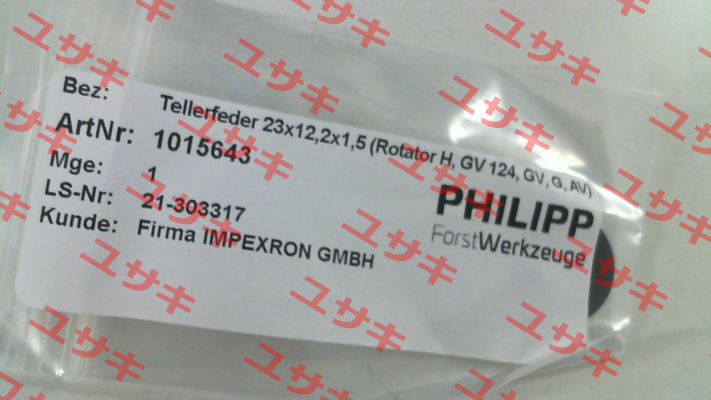 Bez: Tellerfeder 23x12,2x1,5 (Rotator H, GV 124, GV, G, AV)
ArtNr: 1015643
Mge: 1
LS-Nr: 21-303317
Kunde: Firma IMPEXRON GMBH
PHILIPP
ForstWerkzeuge
ユサキ